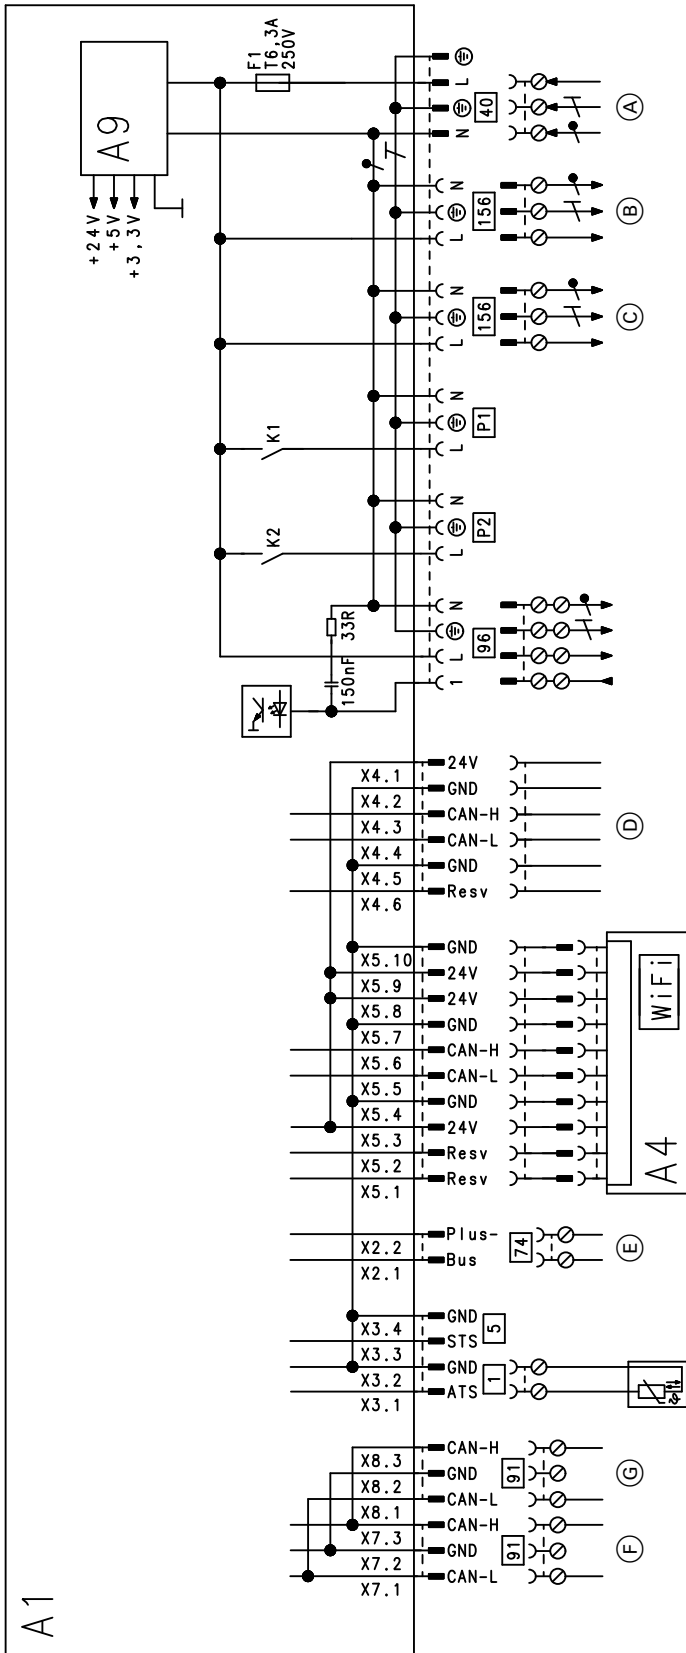 F1
T6,3A
250V
A9
+24V
+5V
+3,3V
L
40
N
A
N
156
L
B
N
156
L
C
N
P1
K1
L
N
P2
K2
L
N
33R
96
L
150nF
1
24V
X4.1
GND
X4.2
CAN-H
X4.3
D
CAN-L
X4.4
GND
X4.5
Resv
X4.6
GND
X5.10
24V
X5.9
24V
X5.8
WiFi
GND
X5.7
CAN-H
X5.6
CAN-L
X5.5
GND
X5.4
24V
X5.3
Resv
X5.2
A4
Resv
X5.1
Plus-
X2.2
74
E
Bus
X2.1
GND
X3.4
5
STS
X3.3
GND
X3.2
1
ATS
X3.1
ϑ
CAN-H
X8.3
GND
91
G
X8.2
CAN-L
X8.1
CAN-H
X7.3
GND
91
F
X7.2
CAN-L
X7.1
A1